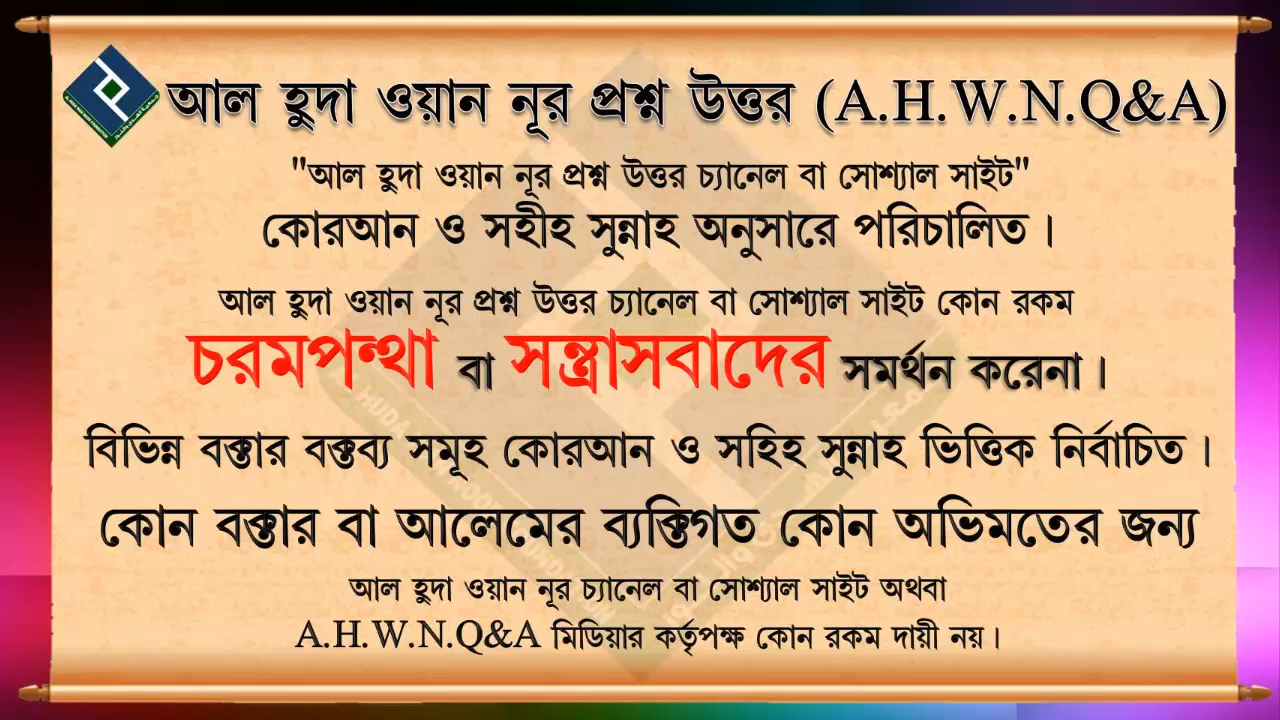 আল হুদা ওয়ান নূর প্রশ্ন উত্তর (A.H.W.N.Q&A)
"আল হুদা ওয়ান নূর প্রশ্ন উত্তর চ্যানেল বা সোশ্যাল সাইট"
কোরআন ও সহীহ সুন্নাহ অনুসারে পরিচালিত।
আল হুদা ওয়ান নূর প্রশ্ন উত্তর চ্যানেল বা সোশ্যাল সাইট কোন রকম
চরমপন্থা বা সন্ত্রাসবাদের সমর্থন করেনা।
বিভিন্ন বক্তার বক্তব্য সমূহ কোরআন ও সহিহ সুন্নাহ ভিত্তিক নির্বাচিত।
কোন বক্তার বা আলেমের ব্যক্তিগত কোন অভিমতের জন্য
আল হুদা ওয়ান নূর চ্যানেল বা সোশ্যাল সাইট অথবা
A.H.W.N.Q&A মিডিয়ার কর্তৃপক্ষ কোন রকম দায়ী নয়।